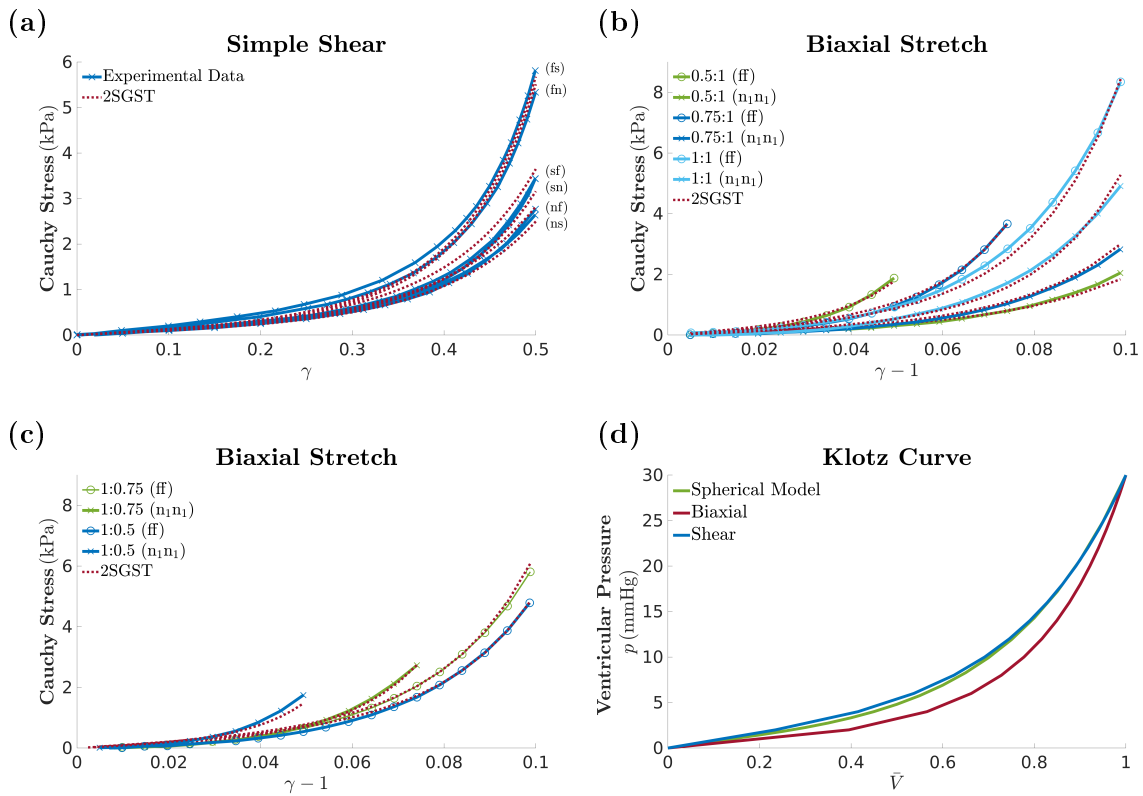 (a)
Simple Shear
Experimental Data
2SGST
(fs)
(fn)
(sf)
(sn)
(nf)
(ns)
Cauchy Stress (kPa)
6
5
4
3
2
1
0
0 0.1 0.2 0.3 0.4 0.5
γ
(b)
Biaxial Stretch
0.5:1 (ff)
0.5:1 (n₁n₁)
0.75:1 (ff)
0.75:1 (n₁n₁)
1:1 (ff)
1:1 (n₁n₁)
2SGST
Cauchy Stress (kPa)
8
6
4
2
0
0 0.02 0.04 0.06 0.08 0.1
γ − 1
(c)
Biaxial Stretch
1:0.75 (ff)
1:0.75 (n₁n₁)
1:0.5 (ff)
1:0.5 (n₁n₁)
2SGST
Cauchy Stress (kPa)
8
6
4
2
0
0 0.02 0.04 0.06 0.08 0.1
γ − 1
(d)
Klotz Curve
Spherical Model
Biaxial
Shear
Ventricular Pressure
p (mmHg)
30
25
20
15
10
5
0
0 0.2 0.4 0.6 0.8 1
V̄